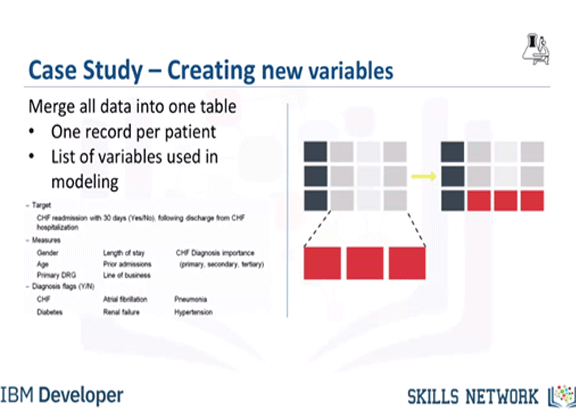 Case Study – Creating new variables
Merge all data into one table
• One record per patient
• List of variables used in
modeling
– Target
CHF readmission with 30 days (Yes/No), following discharge from CHF
hospitalization
– Measures
Gender Length of stay CHF Diagnosis importance
Age Prior admissions (primary, secondary, tertiary)
Primary DRG Line of business
– Diagnosis flags (Y/N)
CHF Atrial fibrillation Pneumonia
Diabetes Renal failure Hypertension
IBM Developer
SKILLS NETWORK